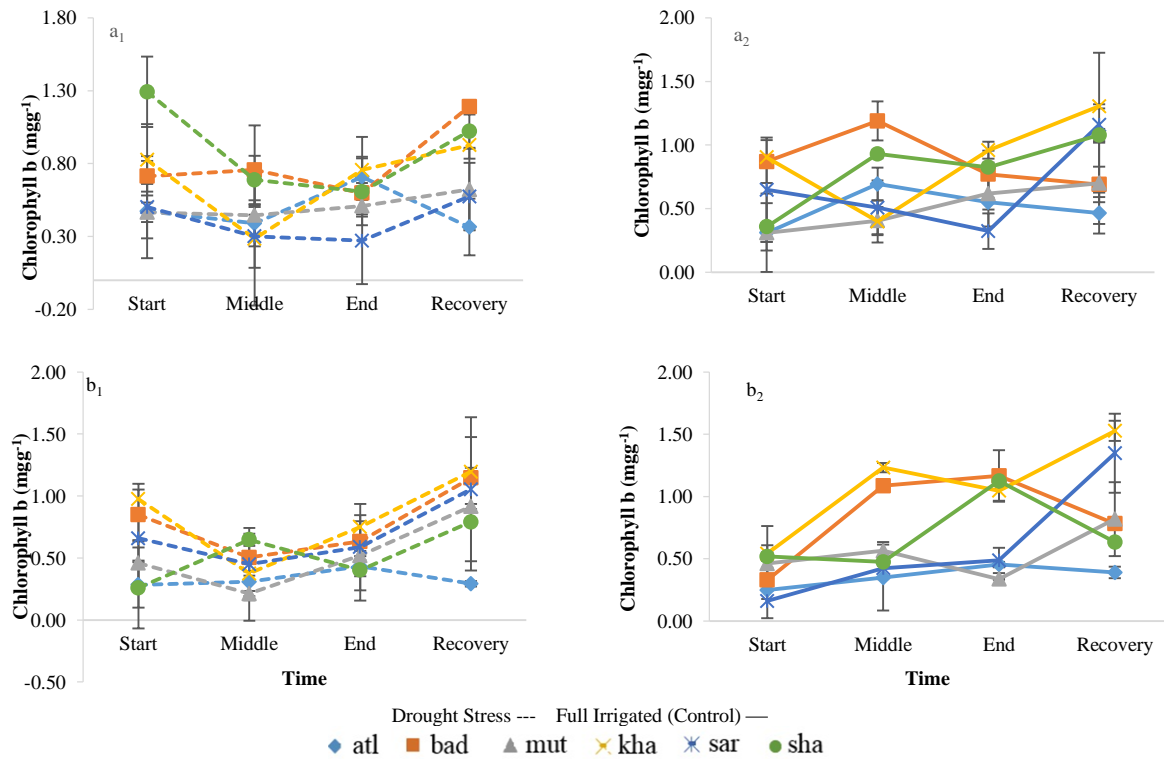 a1
1.80
1.30
0.80
0.30
-0.20
Chlorophyll b (mgg-1)
Start Middle End Recovery
a2
2.00
1.50
1.00
0.50
0.00
Chlorophyll b (mgg-1)
Start Middle End Recovery
b1
2.00
1.50
1.00
0.50
0.00
-0.50
Chlorophyll b (mgg-1)
Start Middle End Recovery
Time
b2
2.00
1.50
1.00
0.50
0.00
Chlorophyll b (mgg-1)
Start Middle End Recovery
Time
Drought Stress --- Full Irrigated (Control) —
atl bad mut kha sar sha